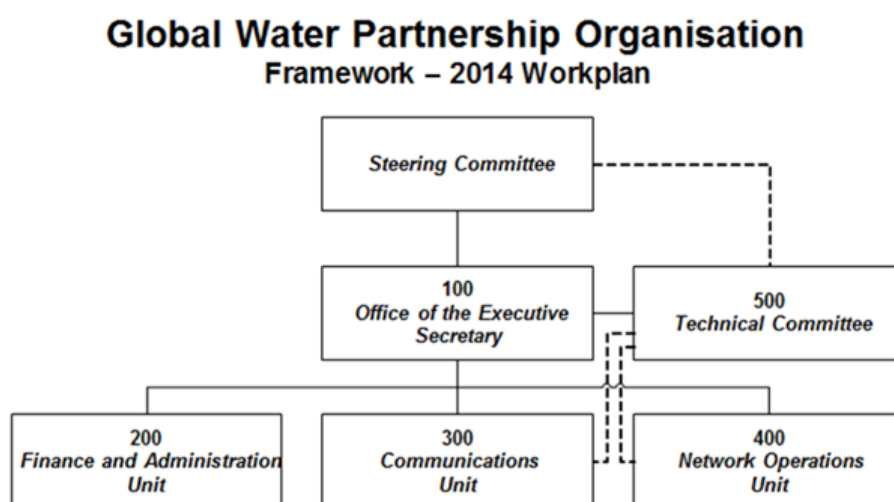 Global Water Partnership Organisation
Framework – 2014 Workplan
Steering Committee
100
Office of the Executive
Secretary
500
Technical Committee
200
Finance and Administration
Unit
300
Communications
Unit
400
Network Operations
Unit